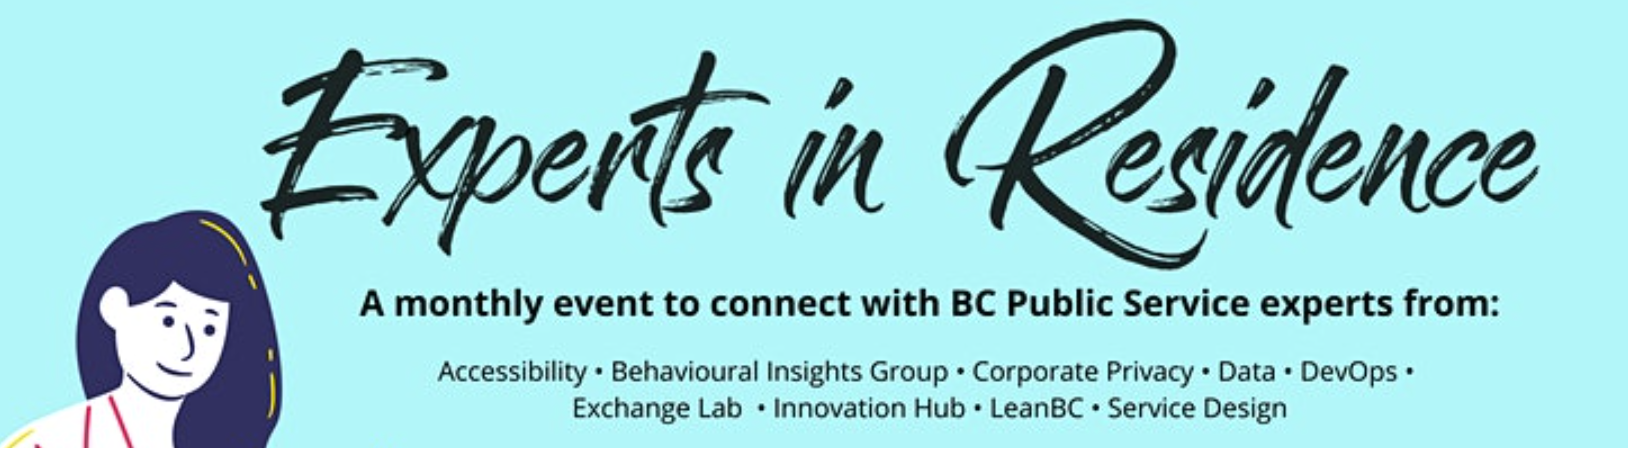 Experts in Residence
A monthly event to connect with BC Public Service experts from:
Accessibility • Behavioural Insights Group • Corporate Privacy • Data • DevOps •
Exchange Lab • Innovation Hub • LeanBC • Service Design